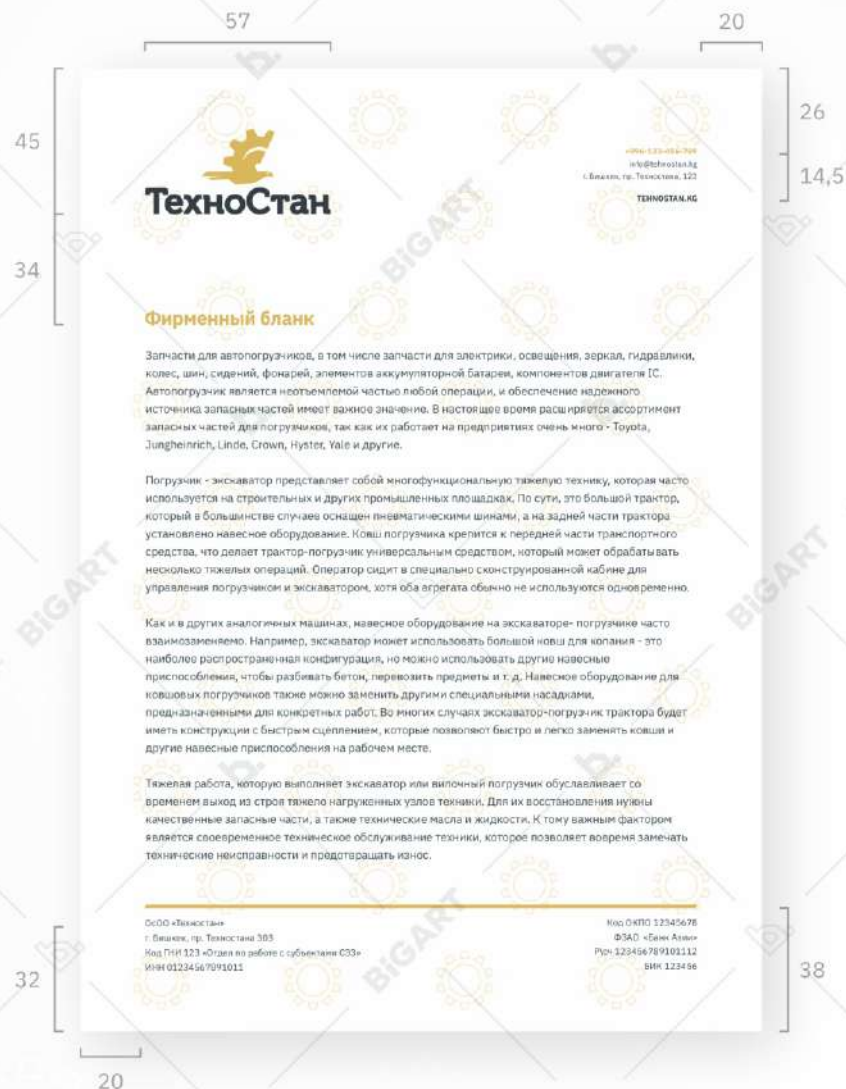 57
20
45
34
26
14,5
ТехноСтан
info@tehnostan.kg
г. Бишкек, пр. Техностана, 123
TEHNOSTAN.KG
Фирменный бланк
Запчасти для автопогрузчиков, в том числе запчасти для электрики, освещения, зеркал, гидравлики,
колес, шин, сидений, фонарей, элементов аккумуляторной батареи, компонентов двигателя IC.
Автопогрузчик является неотъемлемой частью любой операции, и обеспечение надежного
источника запасных частей имеет важное значение. В настоящее время расширяется ассортимент
запасных частей для погрузчиков, так как их работает на предприятиях очень много - Toyota,
Jungheinrich, Linde, Crown, Hyster, Yale и другие.
Погрузчик - экскаватор представляет собой многофункциональную тяжелую технику, которая часто
используется на строительных и других промышленных площадках. По сути, это большой трактор,
который в большинстве случаев оснащен пневматическими шинами, а на задней части трактора
установлено навесное оборудование. Ковш погрузчика крепится к передней части транспортного
средства, что делает трактор-погрузчик универсальным средством, который может обрабатывать
несколько тяжелых операций. Оператор сидит в специально сконструированной кабине для
управления погрузчиком и экскаватором, хотя оба агрегата обычно не используются одновременно.
Как и в других аналогичных машинах, навесное оборудование на экскаваторе- погрузчике часто
взаимозаменяемо. Например, экскаватор может использовать большой ковш для копания - это
наиболее распространенная конфигурация, но можно использовать другие навесные
приспособления, чтобы разбивать бетон, перевозить предметы и т. д. Навесное оборудование для
ковшовых погрузчиков также можно заменить другими специальными насадками,
предназначенными для конкретных работ. Во многих случаях экскаватор-погрузчик трактора будет
иметь конструкции с быстрым сцеплением, которые позволяют быстро и легко заменять ковши и
другие навесные приспособления на рабочем месте.
Тяжелая работа, которую выполняет экскаватор или вилочный погрузчик обуславливает со
временем выход из строя тяжело нагруженных узлов техники. Для их восстановления нужны
качественные запасные части, а также технические масла и жидкости. К тому важным фактором
является своевременное техническое обслуживание техники, которое позволяет вовремя замечать
технические неисправности и предотвращать износ.
ОсОО «Техностан»
г. Бишкек, пр. Техностана 303
Код ГНИ 123 «Отдел по работе с субъектами СЭЗ»
ИНН 01234567891011
Код ОКПО 12345678
ФЗАО «Банк Азии»
Р\сч 123456789101112
БИК 123456
32
38
20
BiGART
BiGART
BiGART
BiGART